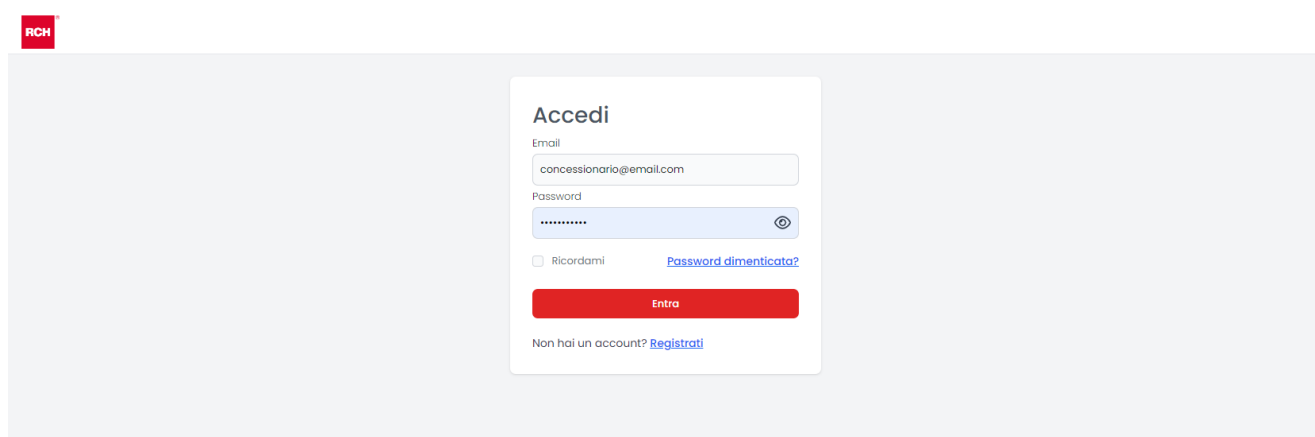 RCH
Accedi
Email
concessionario@email.com
Password
•••••••••••
Ricordami Password dimenticata?
Entra
Non hai un account? Registrati